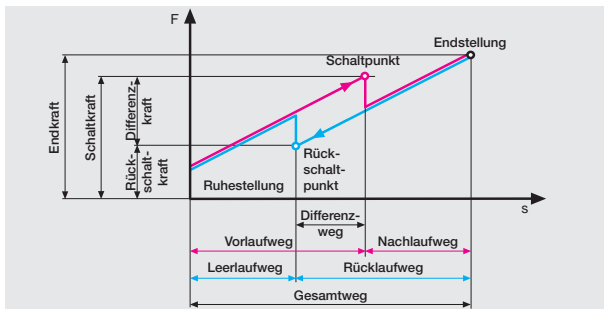 F
Endstellung
Schaltpunkt
Endkraft
Schaltkraft
Differenz-
kraft
Rück-
schalt-
kraft
Rück-
schalt-
punkt
Ruhestellung
s
Differenz-
weg
Vorlaufweg
Nachlaufweg
Leerlaufweg
Rücklaufweg
Gesamtweg